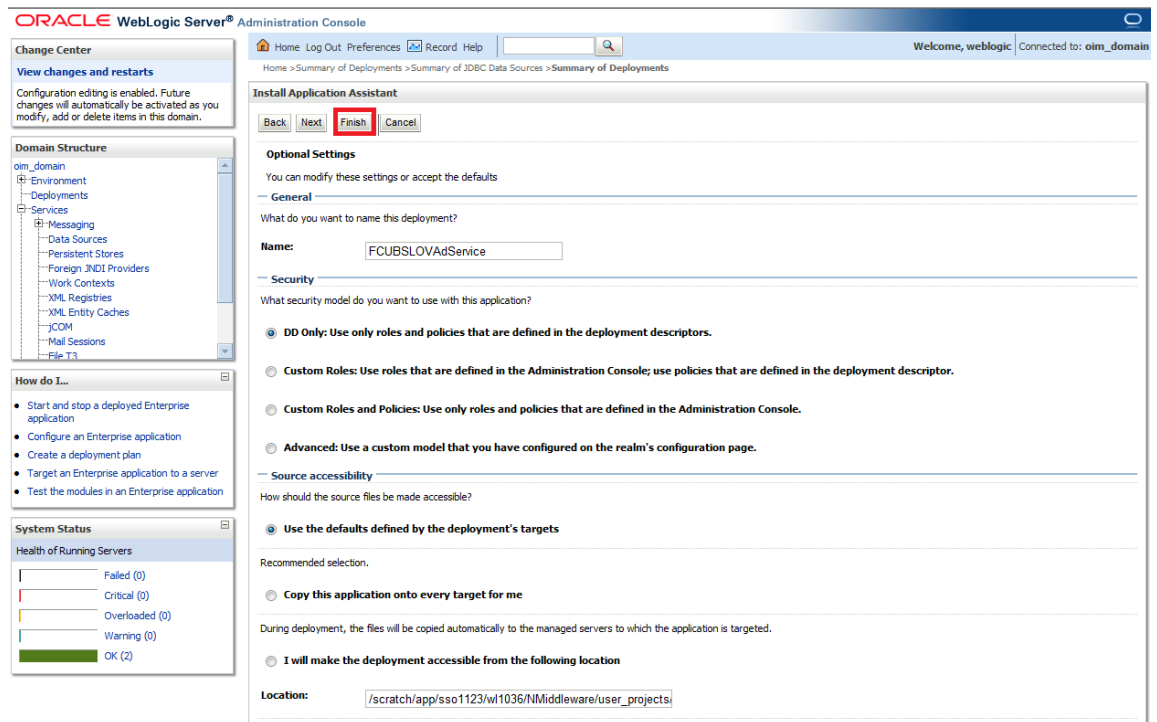 ORACLE WebLogic Server® Administration Console
Change Center
View changes and restarts
Configuration editing is enabled. Future
changes will automatically be activated as you
modify, add or delete items in this domain.
Domain Structure
oim_domain
Environment
Deployments
Services
Messaging
Data Sources
Persistent Stores
Foreign JNDI Providers
Work Contexts
XML Registries
XML Entity Caches
jCOM
Mail Sessions
File T3
How do I...
Start and stop a deployed Enterprise
application
Configure an Enterprise application
Create a deployment plan
Target an Enterprise application to a server
Test the modules in an Enterprise application
System Status
Health of Running Servers
Failed (0)
Critical (0)
Overloaded (0)
Warning (0)
OK (2)
Home Log Out Preferences Record Help
Welcome, weblogic Connected to: oim_domain
Home >Summary of Deployments >Summary of JDBC Data Sources >Summary of Deployments
Install Application Assistant
Back Next Finish Cancel
Optional Settings
You can modify these settings or accept the defaults
General
What do you want to name this deployment?
Name: FCUBSLOVAdService
Security
What security model do you want to use with this application?
DD Only: Use only roles and policies that are defined in the deployment descriptors.
Custom Roles: Use roles that are defined in the Administration Console; use policies that are defined in the deployment descriptor.
Custom Roles and Policies: Use only roles and policies that are defined in the Administration Console.
Advanced: Use a custom model that you have configured on the realm's configuration page.
Source accessibility
How should the source files be made accessible?
Use the defaults defined by the deployment's targets
Recommended selection.
Copy this application onto every target for me
During deployment, the files will be copied automatically to the managed servers to which the application is targeted.
I will make the deployment accessible from the following location
Location: /scratch/app/sso1123/wl1036/NMiddleware/user_projects/